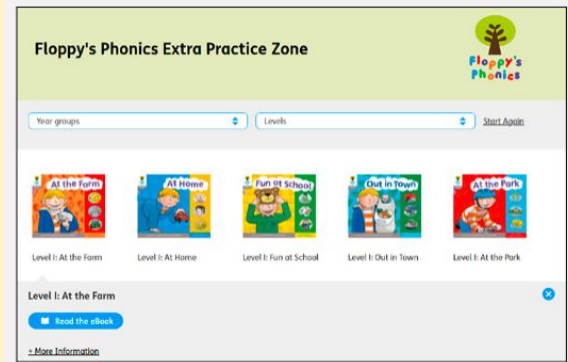 Floppy's Phonics Extra Practice Zone
Floppy's
Phonics
Year groups
Levels
Start Again
At the Farm
At Home
Fun at School
Out in Town
At the Park
Level 1: At the Farm
Level 1: At Home
Level 1: Fun at School
Level 1: Out in Town
Level 1: At the Park
Level 1: At the Farm
Read the eBook
+ More Information